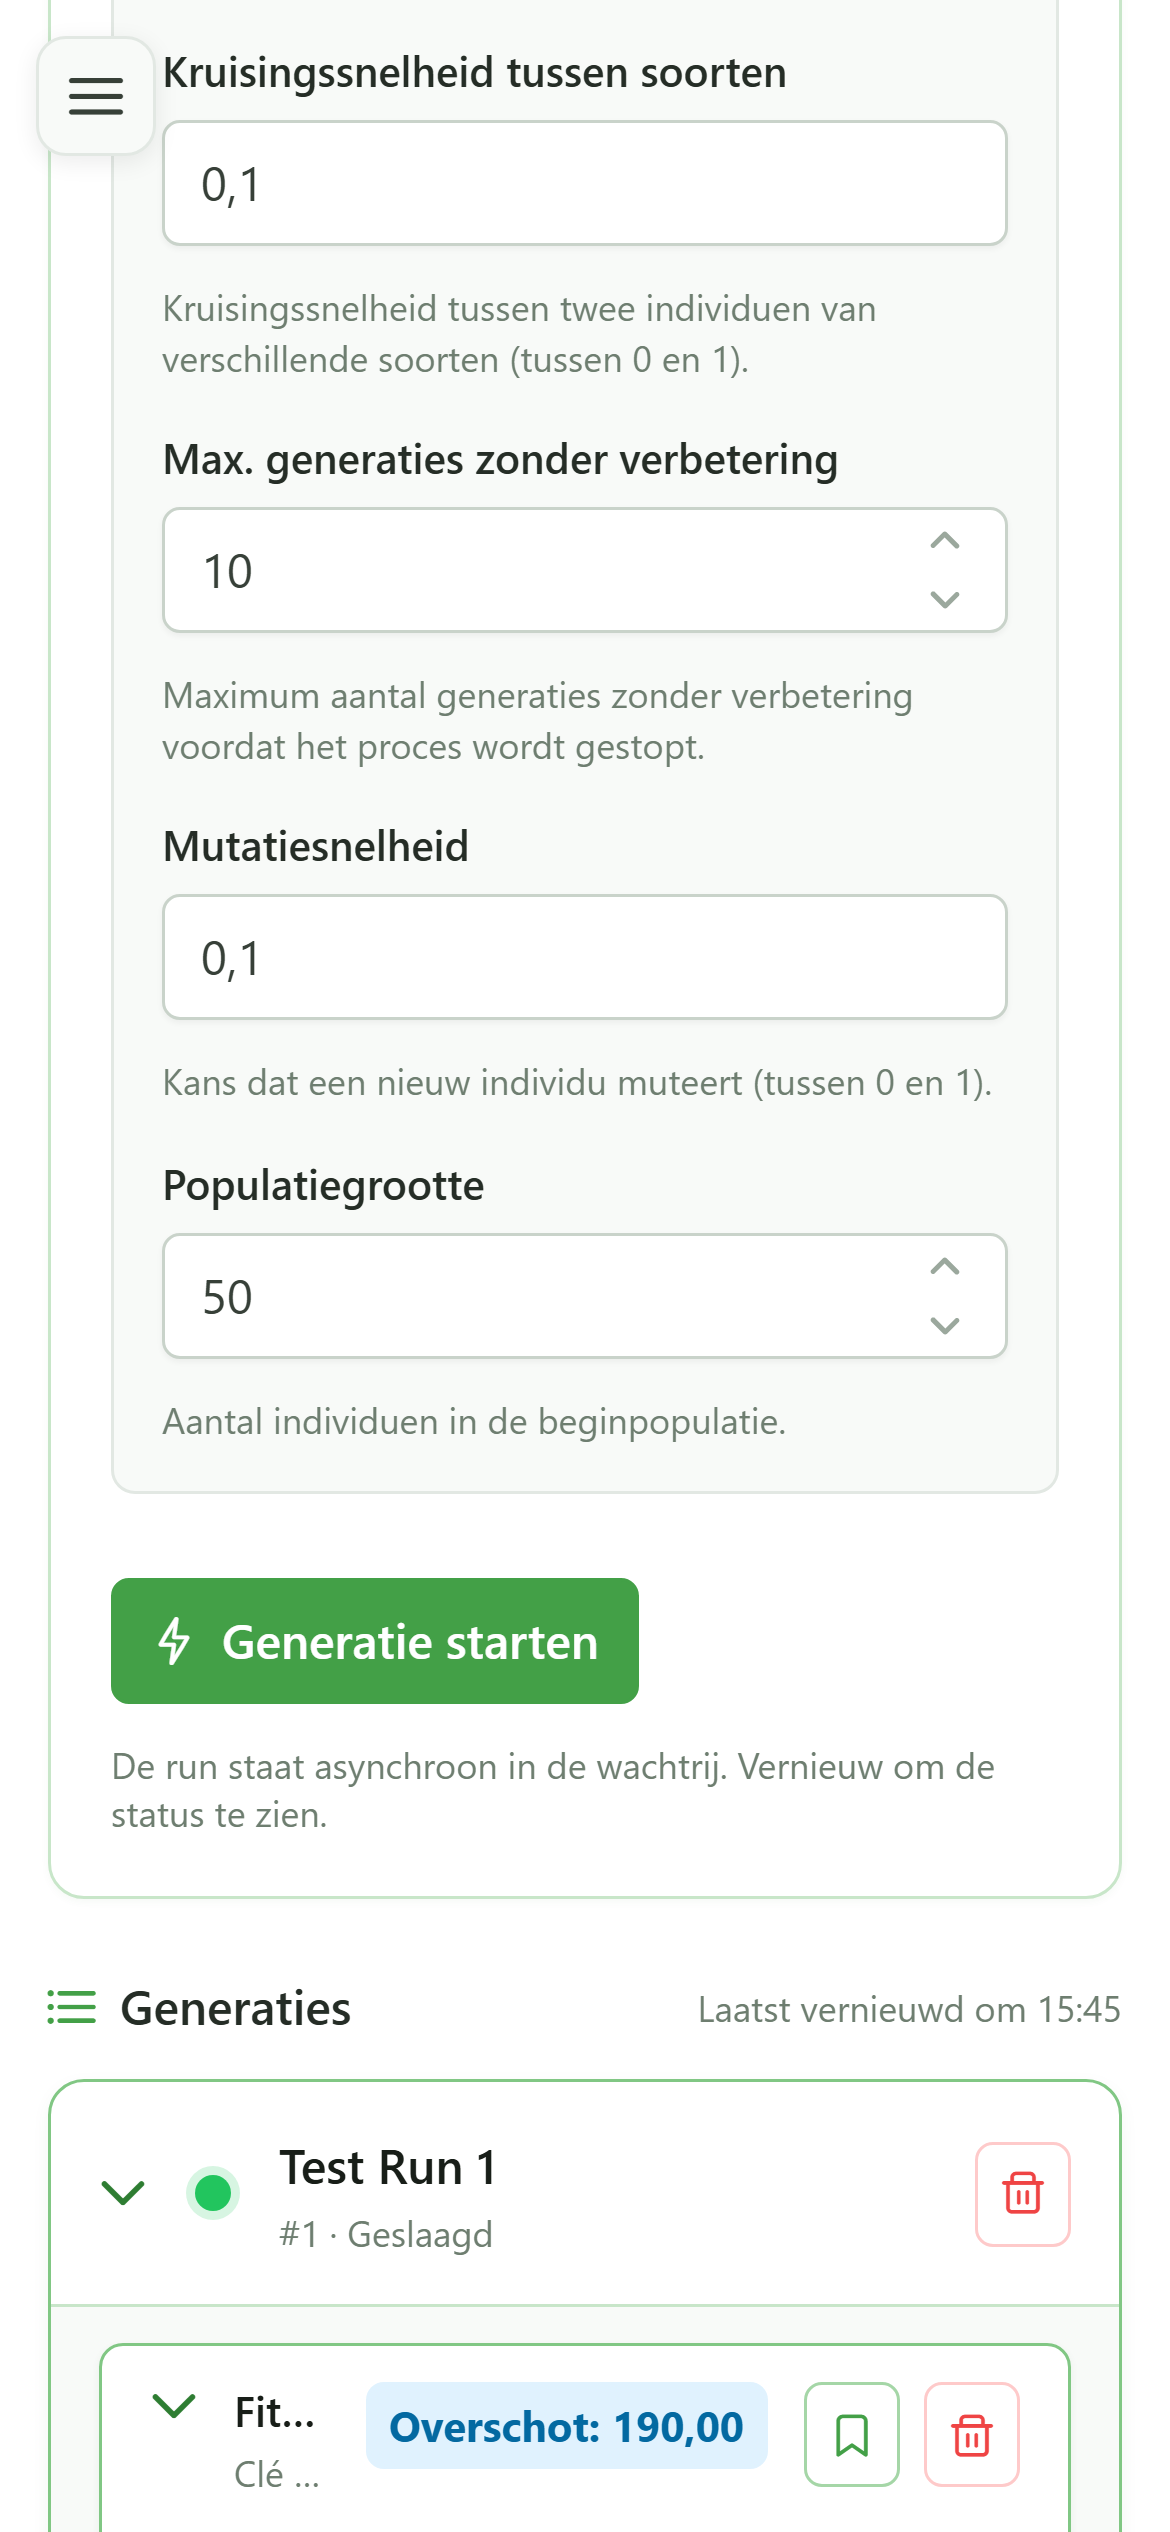 Kruisingssnelheid tussen soorten
0,1
Kruisingssnelheid tussen twee individuen van
verschillende soorten (tussen 0 en 1).
Max. generaties zonder verbetering
10
Maximum aantal generaties zonder verbetering
voordat het proces wordt gestopt.
Mutatiesnelheid
0,1
Kans dat een nieuw individu muteert (tussen 0 en 1).
Populatiegrootte
50
Aantal individuen in de beginpopulatie.
Generatie starten
De run staat asynchroon in de wachtrij. Vernieuw om de
status te zien.
Generaties
Laatst vernieuwd om 15:45
Test Run 1
#1 · Geslaagd
Fit...
Overschot: 190,00
Clé ...